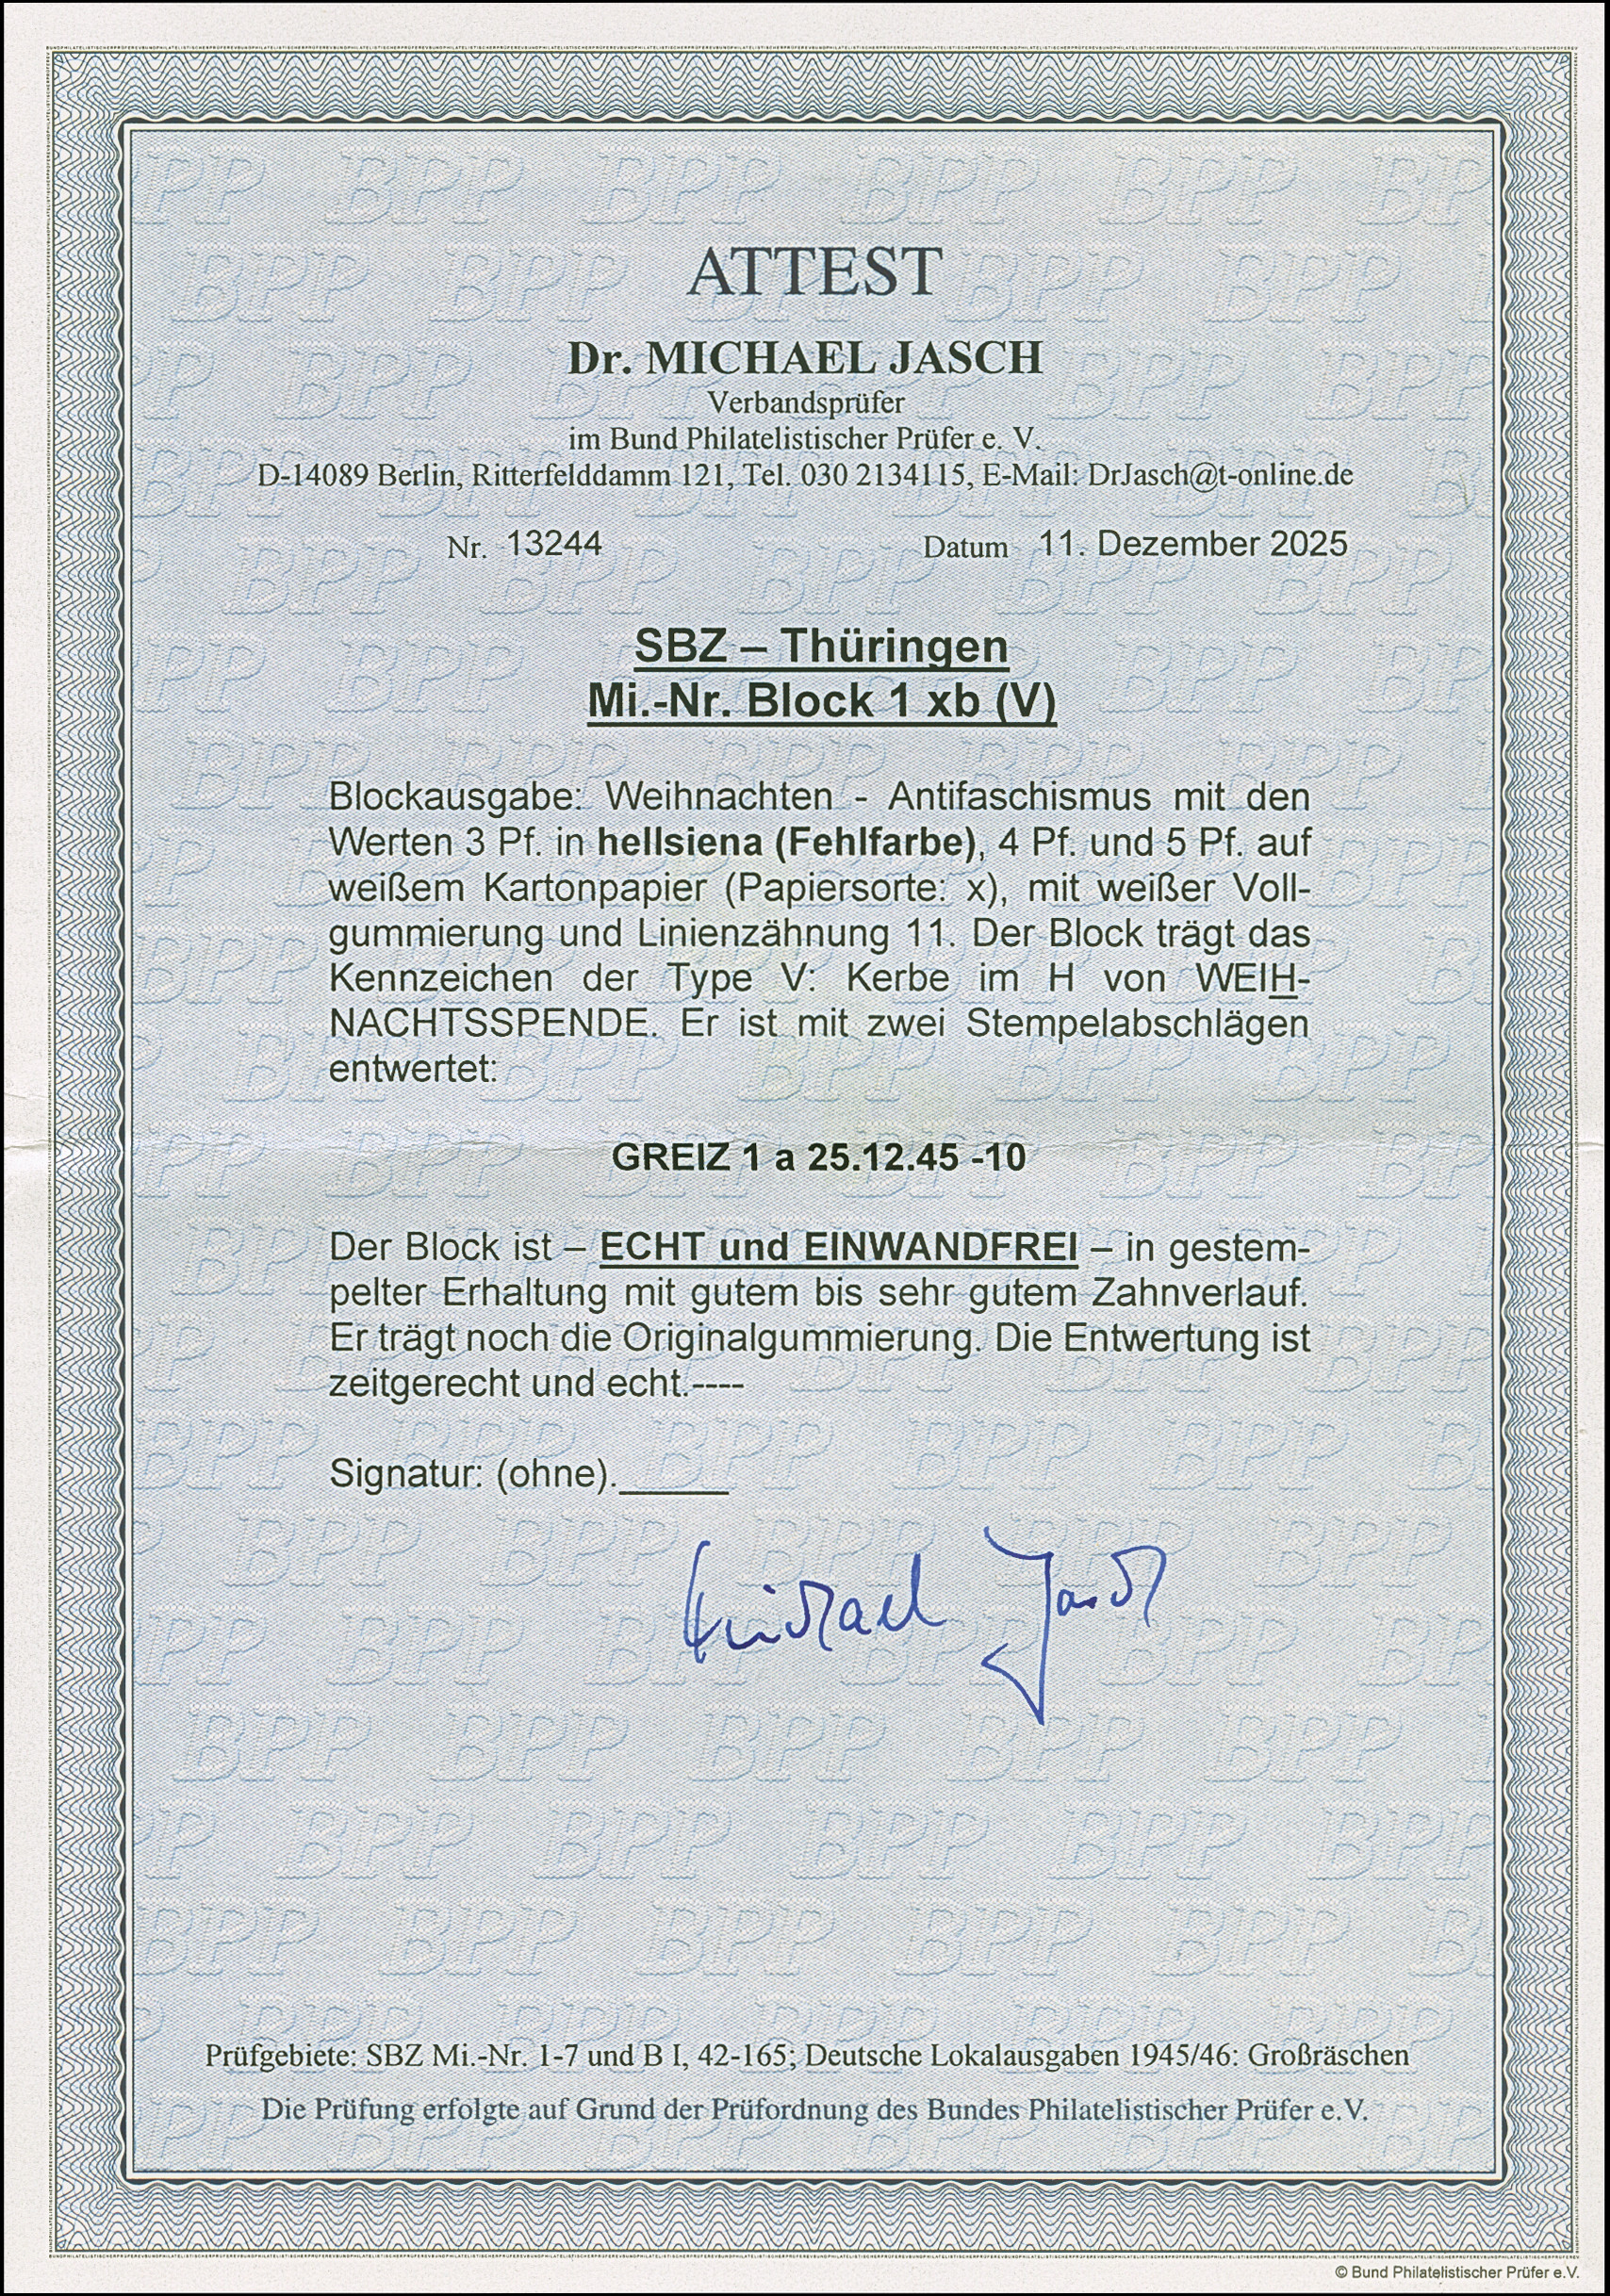 ATTEST
Dr. MICHAEL JASCH
Verbandsprüfer
im Bund Philatelistischer Prüfer e. V.
D-14089 Berlin, Ritterfelddamm 121, Tel. 030 2134115, E-Mail: DrJasch@t-online.de
Nr. 13244 Datum 11. Dezember 2025
SBZ – Thüringen
Mi.-Nr. Block 1 xb (V)
Blockausgabe: Weihnachten - Antifaschismus mit den
Werten 3 Pf. in hellsiena (Fehlfarbe), 4 Pf. und 5 Pf. auf
weißem Kartonpapier (Papiersorte: x), mit weißer Voll-
gummierung und Linienzähnung 11. Der Block trägt das
Kennzeichen der Type V: Kerbe im H von WEIH-
NACHTSSPENDE. Er ist mit zwei Stempelabschlägen
entwertet:
GREIZ 1 a 25.12.45 -10
Der Block ist – ECHT und EINWANDFREI – in gestem-
pelter Erhaltung mit gutem bis sehr gutem Zahnverlauf.
Er trägt noch die Originalgummierung. Die Entwertung ist
zeitgerecht und echt.----
Signatur: (ohne).
Michael Jasch
Prüfgebiete: SBZ Mi.-Nr. 1-7 und B I, 42-165; Deutsche Lokalausgaben 1945/46: Großräschen
Die Prüfung erfolgte auf Grund der Prüfordnung des Bundes Philatelistischer Prüfer e.V.
© Bund Philatelistischer Prüfer e.V.